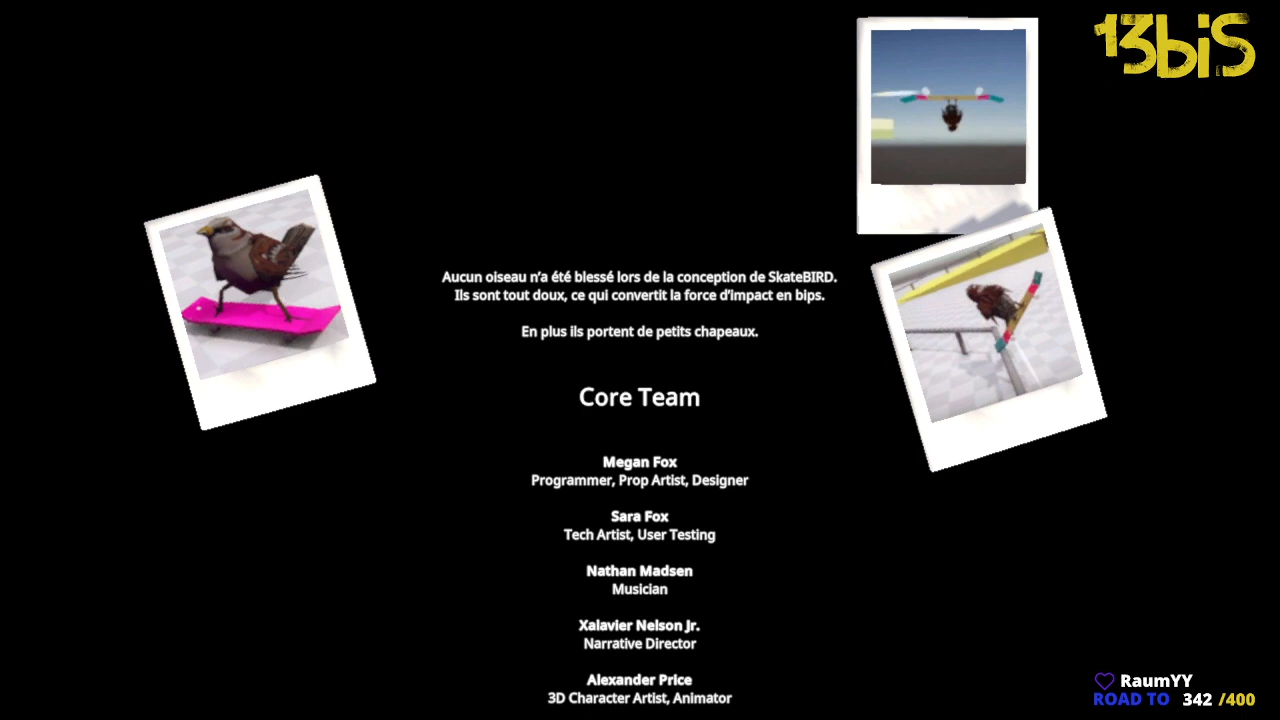 13biS
Aucun oiseau n’a été blessé lors de la conception de SkateBIRD.
Ils sont tout doux, ce qui convertit la force d’impact en bips.
En plus ils portent de petits chapeaux.
Core Team
Megan Fox
Programmer, Prop Artist, Designer
Sara Fox
Tech Artist, User Testing
Nathan Madsen
Musician
Xalavier Nelson Jr.
Narrative Director
Alexander Price
3D Character Artist, Animator
RaumYY
ROAD TO 342 /400